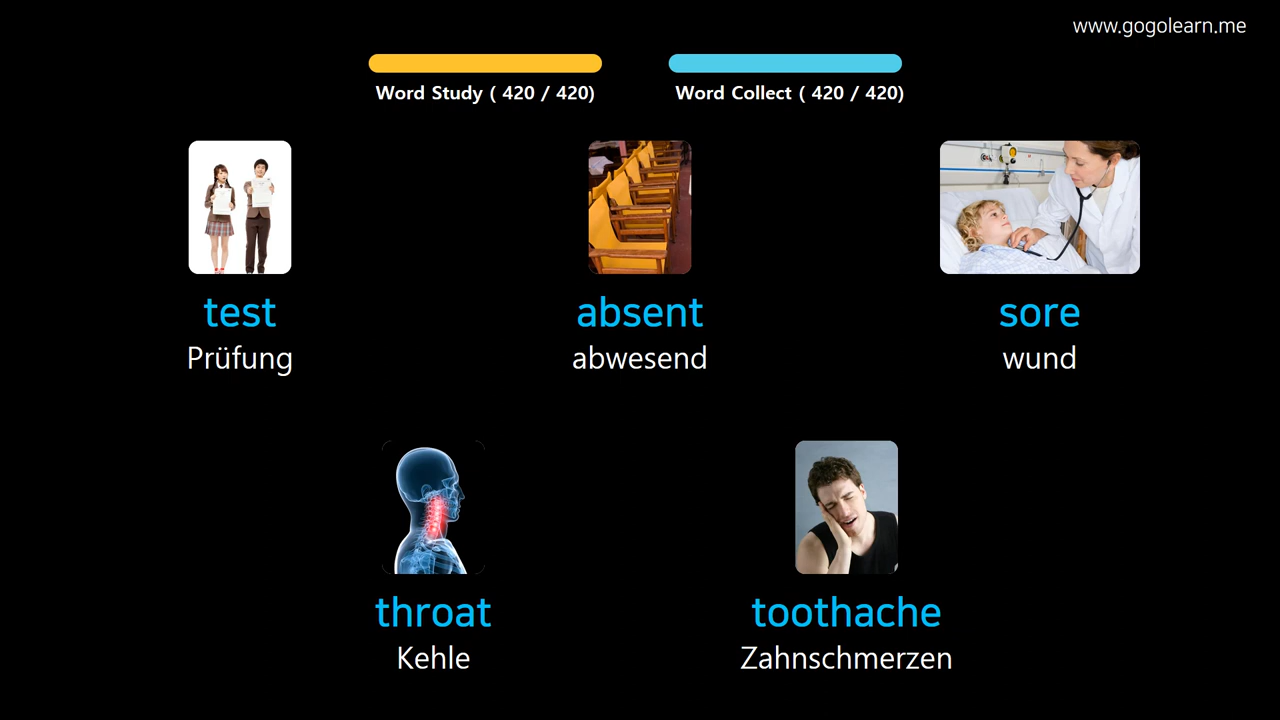 www.gogolearn.me
Word Study ( 420 / 420)
Word Collect ( 420 / 420)
test
Prüfung
absent
abwesend
sore
wund
throat
Kehle
toothache
Zahnschmerzen